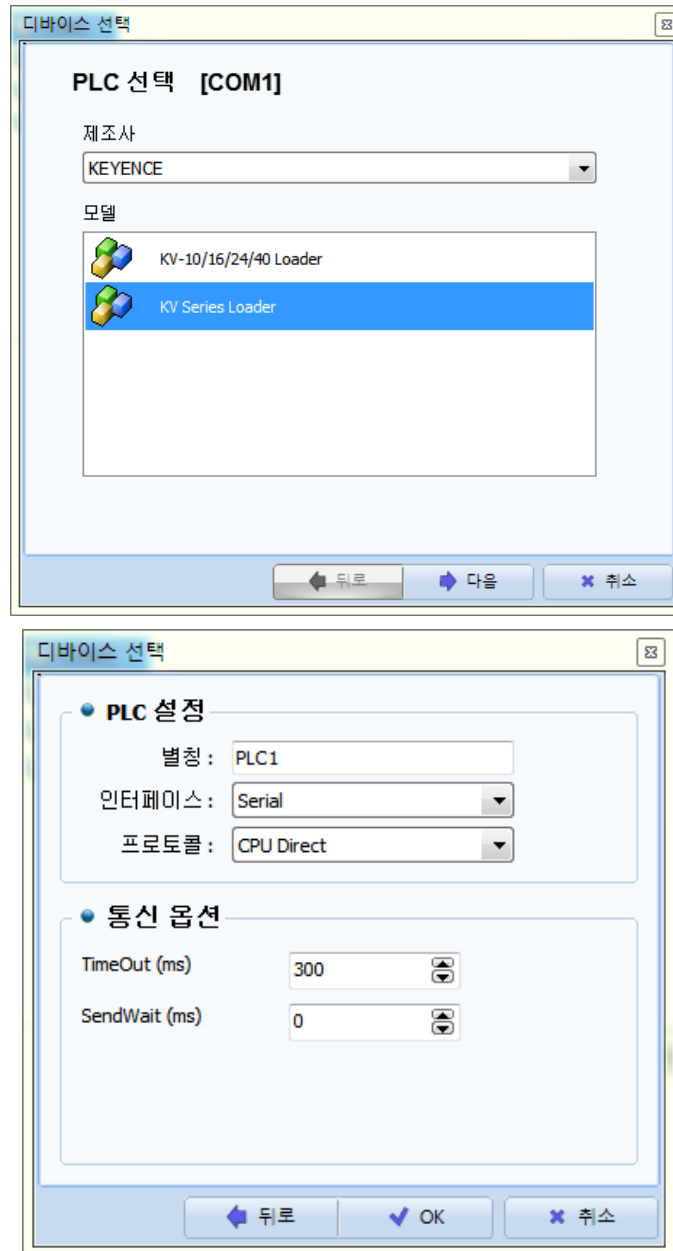 디바이스 선택
PLC 선택 [COM1]
제조사
KEYENCE
모델
KV-10/16/24/40 Loader
KV Series Loader
뒤로 다음 취소
디바이스 선택
PLC 설정
별칭 : PLC1
인터페이스 : Serial
프로토콜 : CPU Direct
통신 옵션
TimeOut (ms) 300
SendWait (ms) 0
뒤로 OK 취소